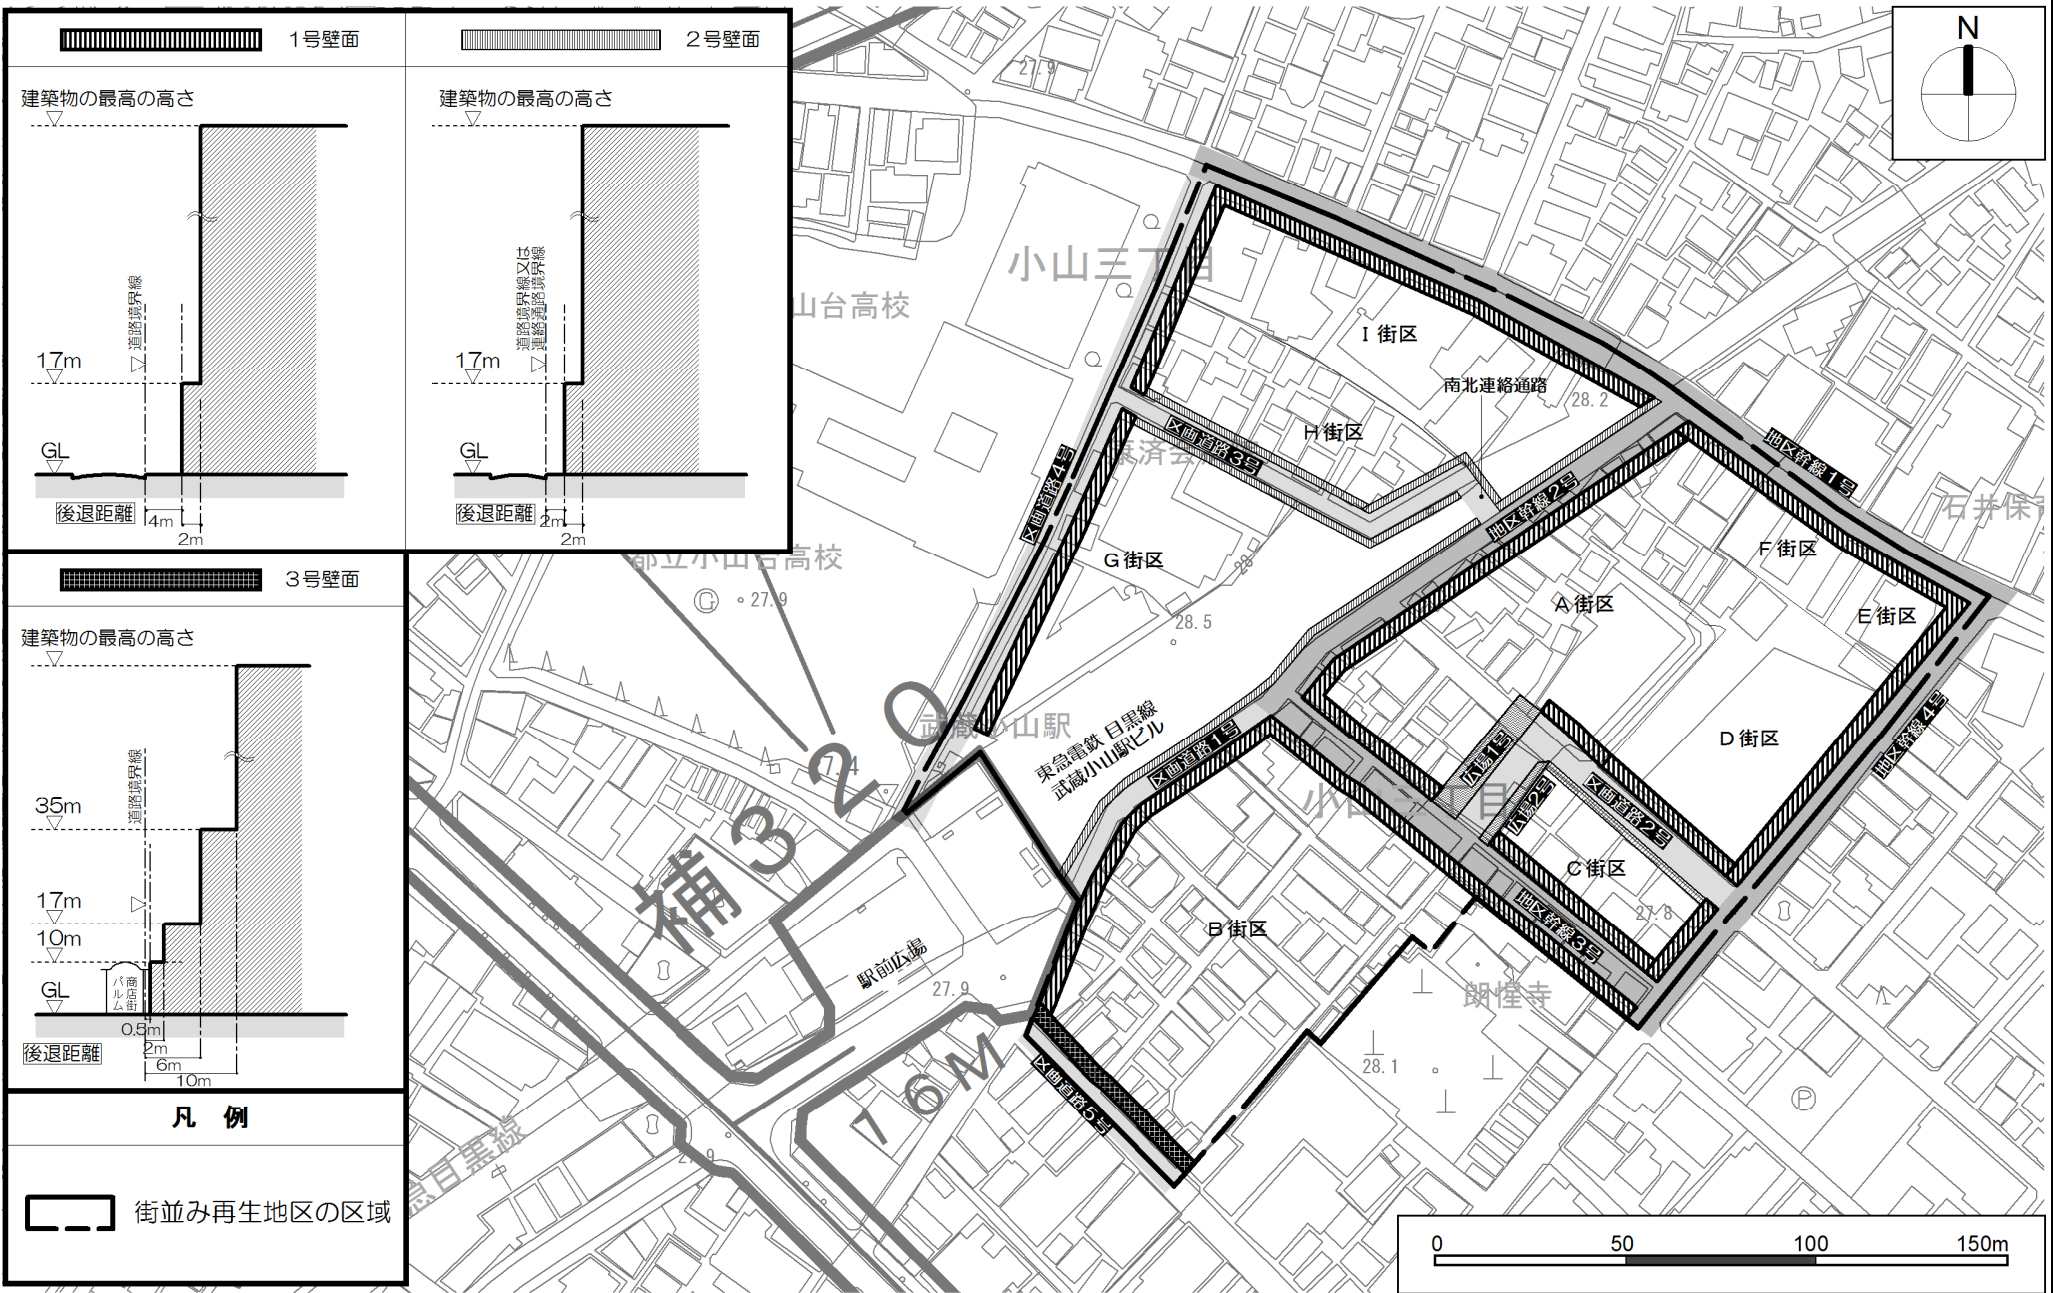 1号壁面
2号壁面
建築物の最高の高さ
道路境界線
17m
GL
後退距離
4m
2m
建築物の最高の高さ
道路境界線又は
連絡通路境界線
17m
GL
後退距離
2m
2m
3号壁面
建築物の最高の高さ
道路境界線
35m
17m
10m
GL
商店街
パルム
0.5m
2m
6m
10m
後退距離
凡 例
街並み再生地区の区域
N
27.9
小山三丁目
山台高校
I 街区
南北連絡通路
28.2
H 街区
区画道路3号
区画道路4号
地区幹線1号
地区幹線2号
石井保
都立小山台高校
27.9
G 街区
28
28.5
F 街区
A 街区
E 街区
D 街区
地区幹線4号
武蔵小山駅
東急電鉄 目黒線
武蔵小山駅ビル
区画道路1号
広場1号
広場2号
区画道路2号
小山三丁目
C 街区
27.8
地区幹線3号
B 街区
補320
駅前広場
27.9
朗惺寺
28.1
16M
区画道路5号
27.9
急目黒線
0
50
100
150m